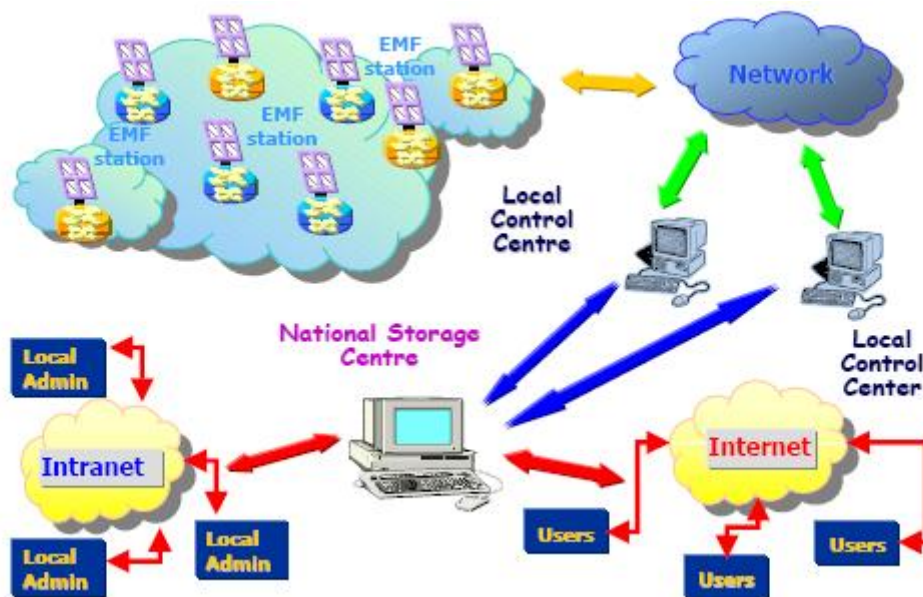 EMF
station
EMF
station
EMF
station
Network
Local
Control
Centre
National Storage
Centre
Local
Control
Center
Local
Admin
Intranet
Local
Admin
Local
Admin
Internet
Users
Users
Users